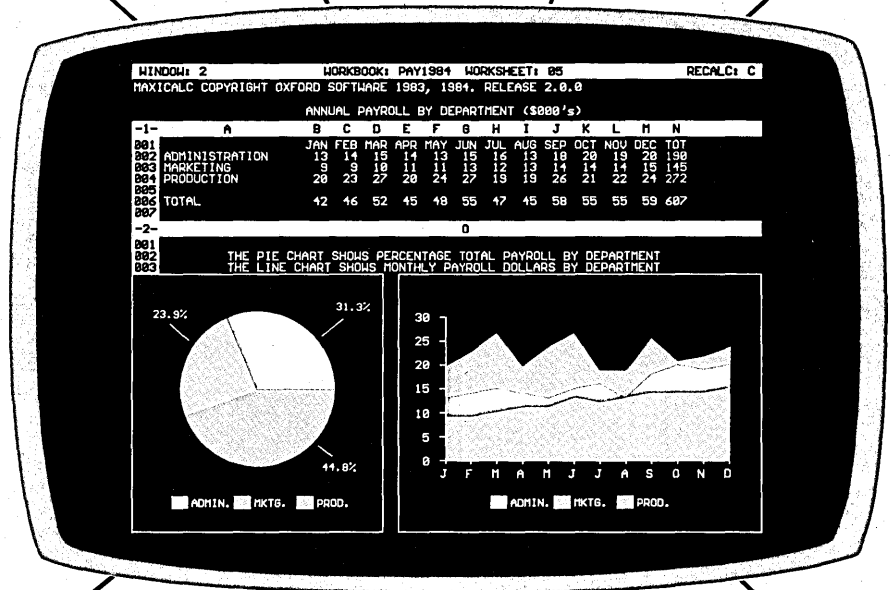 WINDOW: 2 WORKBOOK: PAY1984 WORKSHEET: 05 RECALC: C
MAXICALC COPYRIGHT OXFORD SOFTWARE 1983, 1984. RELEASE 2.0.0
ANNUAL PAYROLL BY DEPARTMENT ($000's)
-1- A B C D E F G H I J K L M N
001 JAN FEB MAR APR MAY JUN JUL AUG SEP OCT NOV DEC TOT
002 ADMINISTRATION 13 14 15 14 13 15 16 13 18 20 19 20 190
003 MARKETING 9 9 10 11 11 13 12 13 14 14 14 15 145
004 PRODUCTION 20 23 27 20 24 27 19 19 26 21 22 24 272
005
006 TOTAL 42 46 52 45 48 55 47 45 58 55 55 59 607
007
-2- O
001
002 THE PIE CHART SHOWS PERCENTAGE TOTAL PAYROLL BY DEPARTMENT
003 THE LINE CHART SHOWS MONTHLY PAYROLL DOLLARS BY DEPARTMENT
23.9% 31.3%
44.8%
ADMIN. MKTG. PROD.
30
25
20
15
10
5
0
J F M A M J J A S O N D
ADMIN. MKTG. PROD.